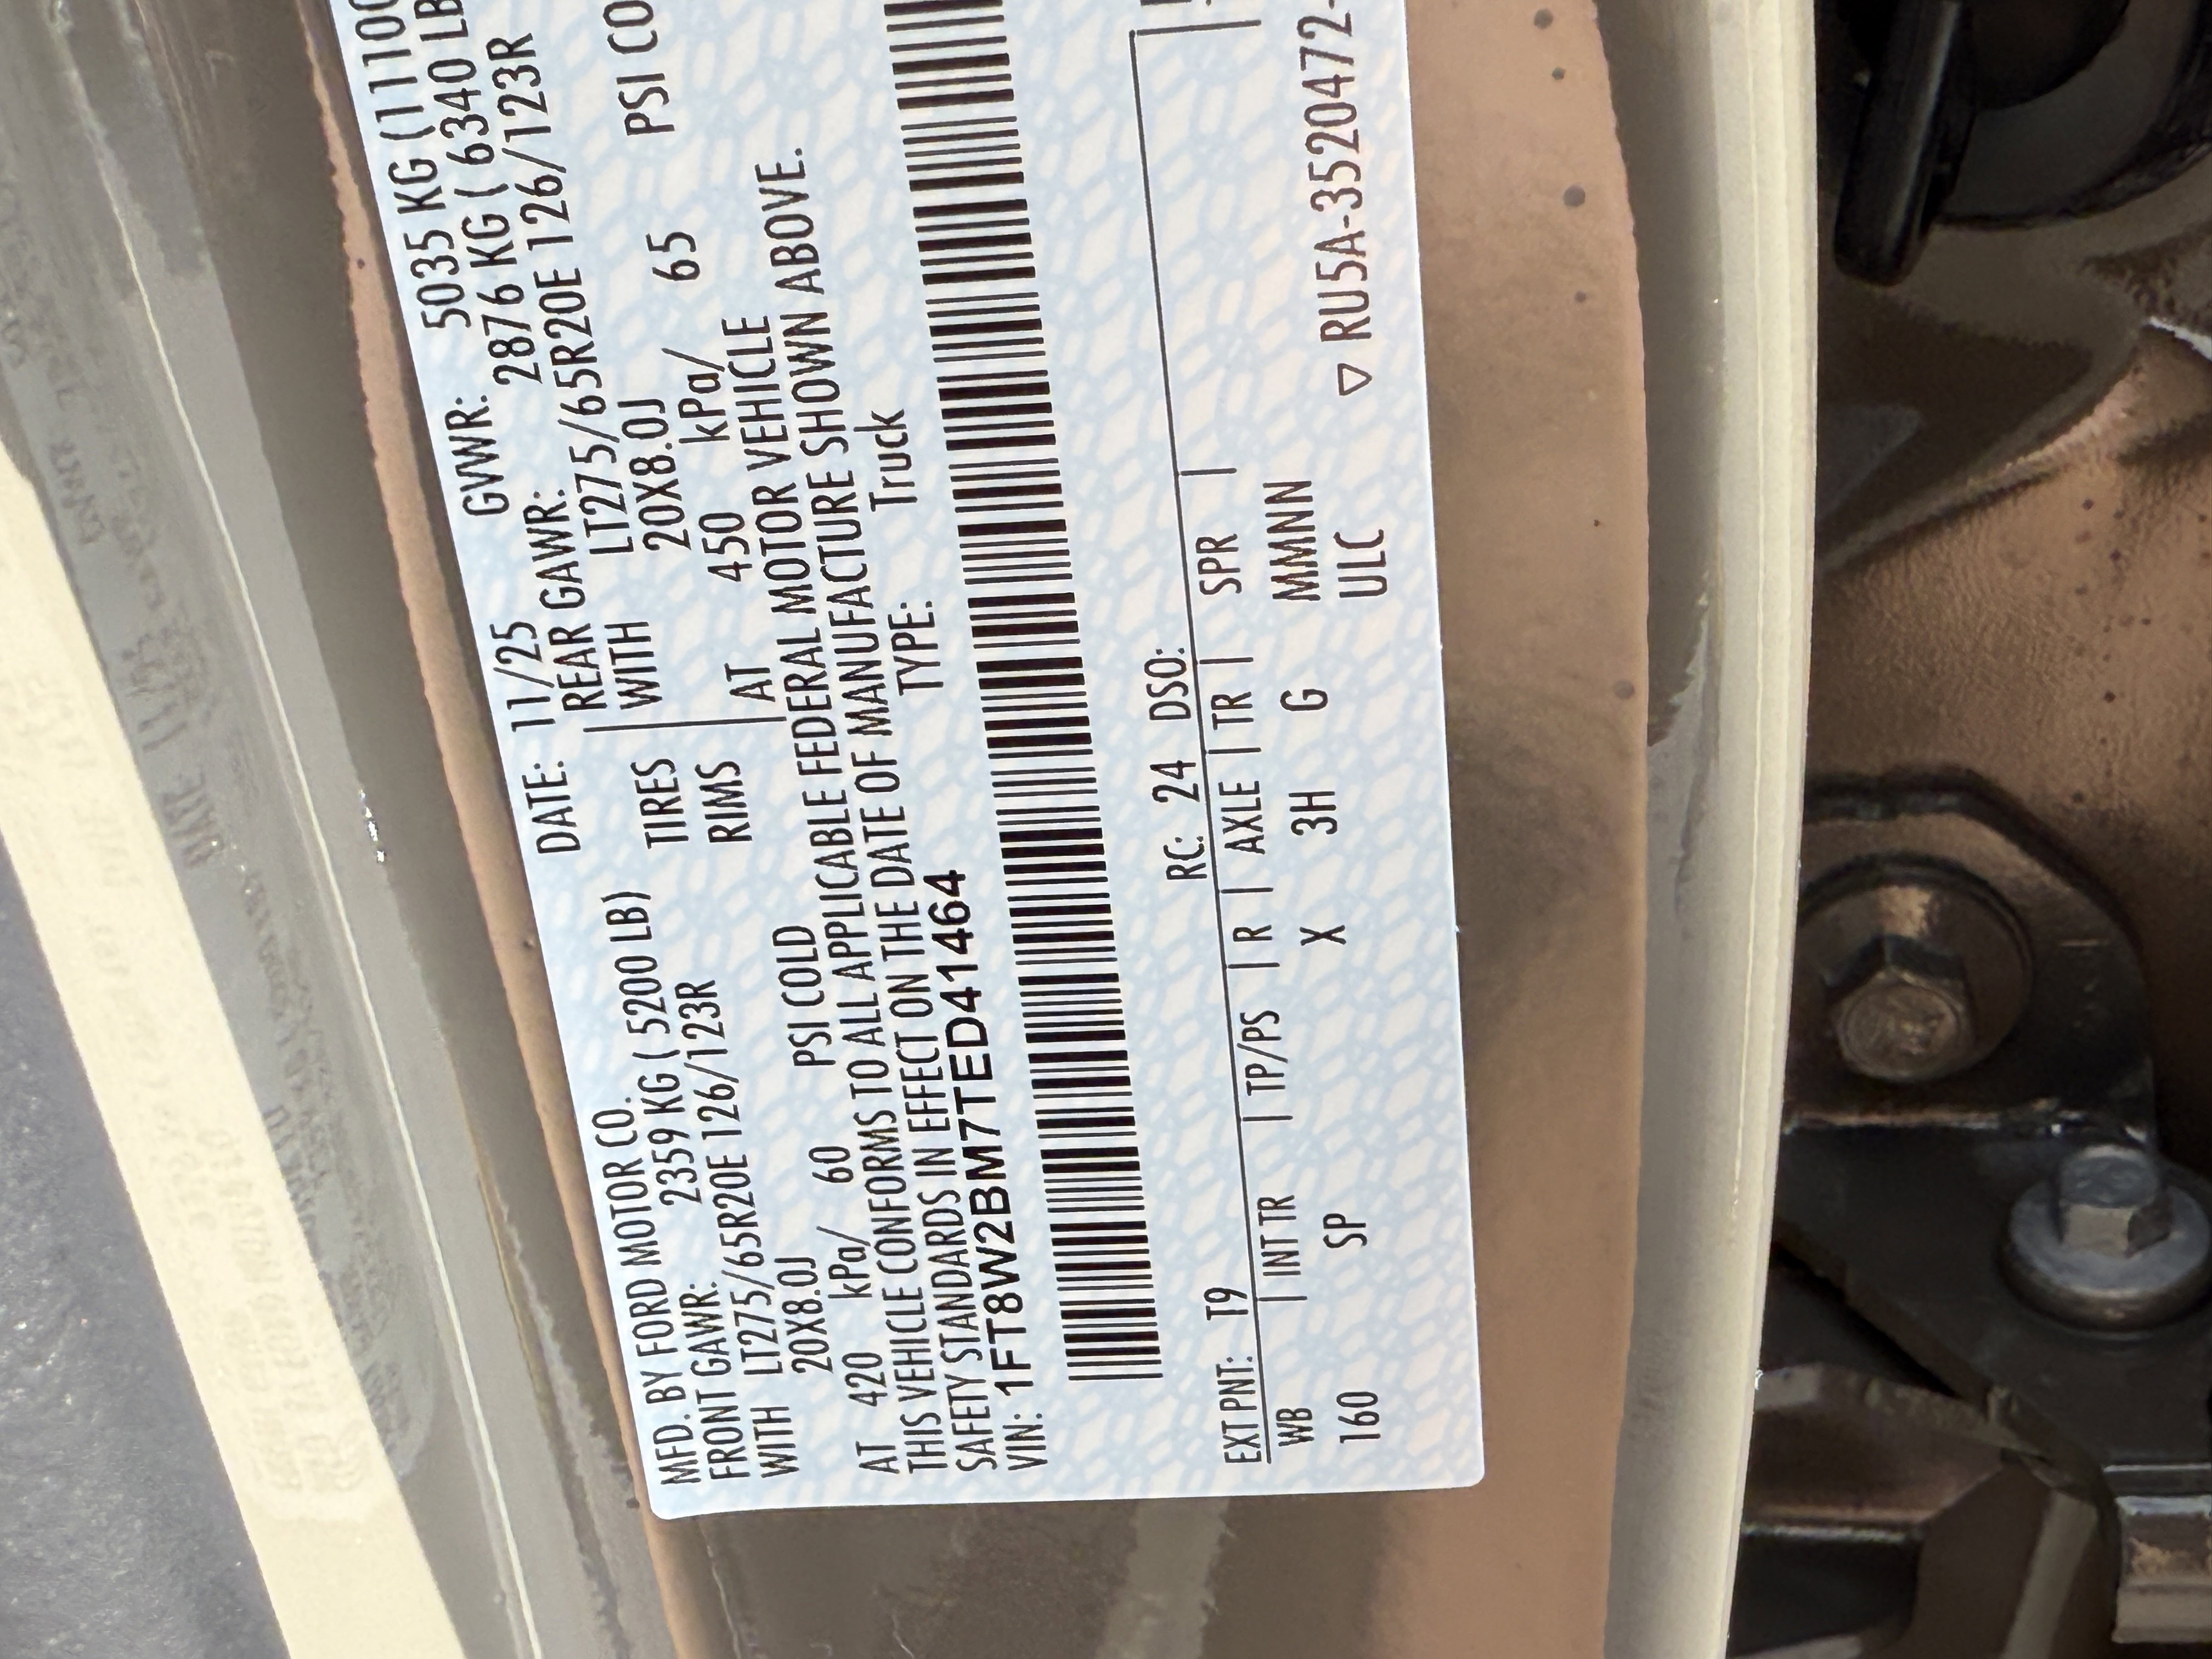 MFD. BY FORD MOTOR CO.
DATE: 11/25 GVWR: 5035 KG (
FRONT GAWR: 2359 KG ( 5200 LB)
REAR GAWR: 2876 KG ( 6340 LB
WITH LT275/65R20E 126/123R TIRES WITH LT275/65R20E 126/123R
20X8.0J RIMS 20X8.0J
AT 420 kPa/ 60 PSI COLD AT 450 kPa/ 65 PSI CO
THIS VEHICLE CONFORMS TO ALL APPLICABLE FEDERAL MOTOR VEHICLE
SAFETY STANDARDS IN EFFECT ON THE DATE OF MANUFACTURE SHOWN ABOVE.
VIN: 1FT8W2BM7TED41464 TYPE: Truck
EXT PNT: T9 RC: 24 DSO:
WB | INT TR | TP/PS | R | AXLE | TR | SPR
160 SP X 3H G MMNN
ULC
▽ RU5A-3520472-